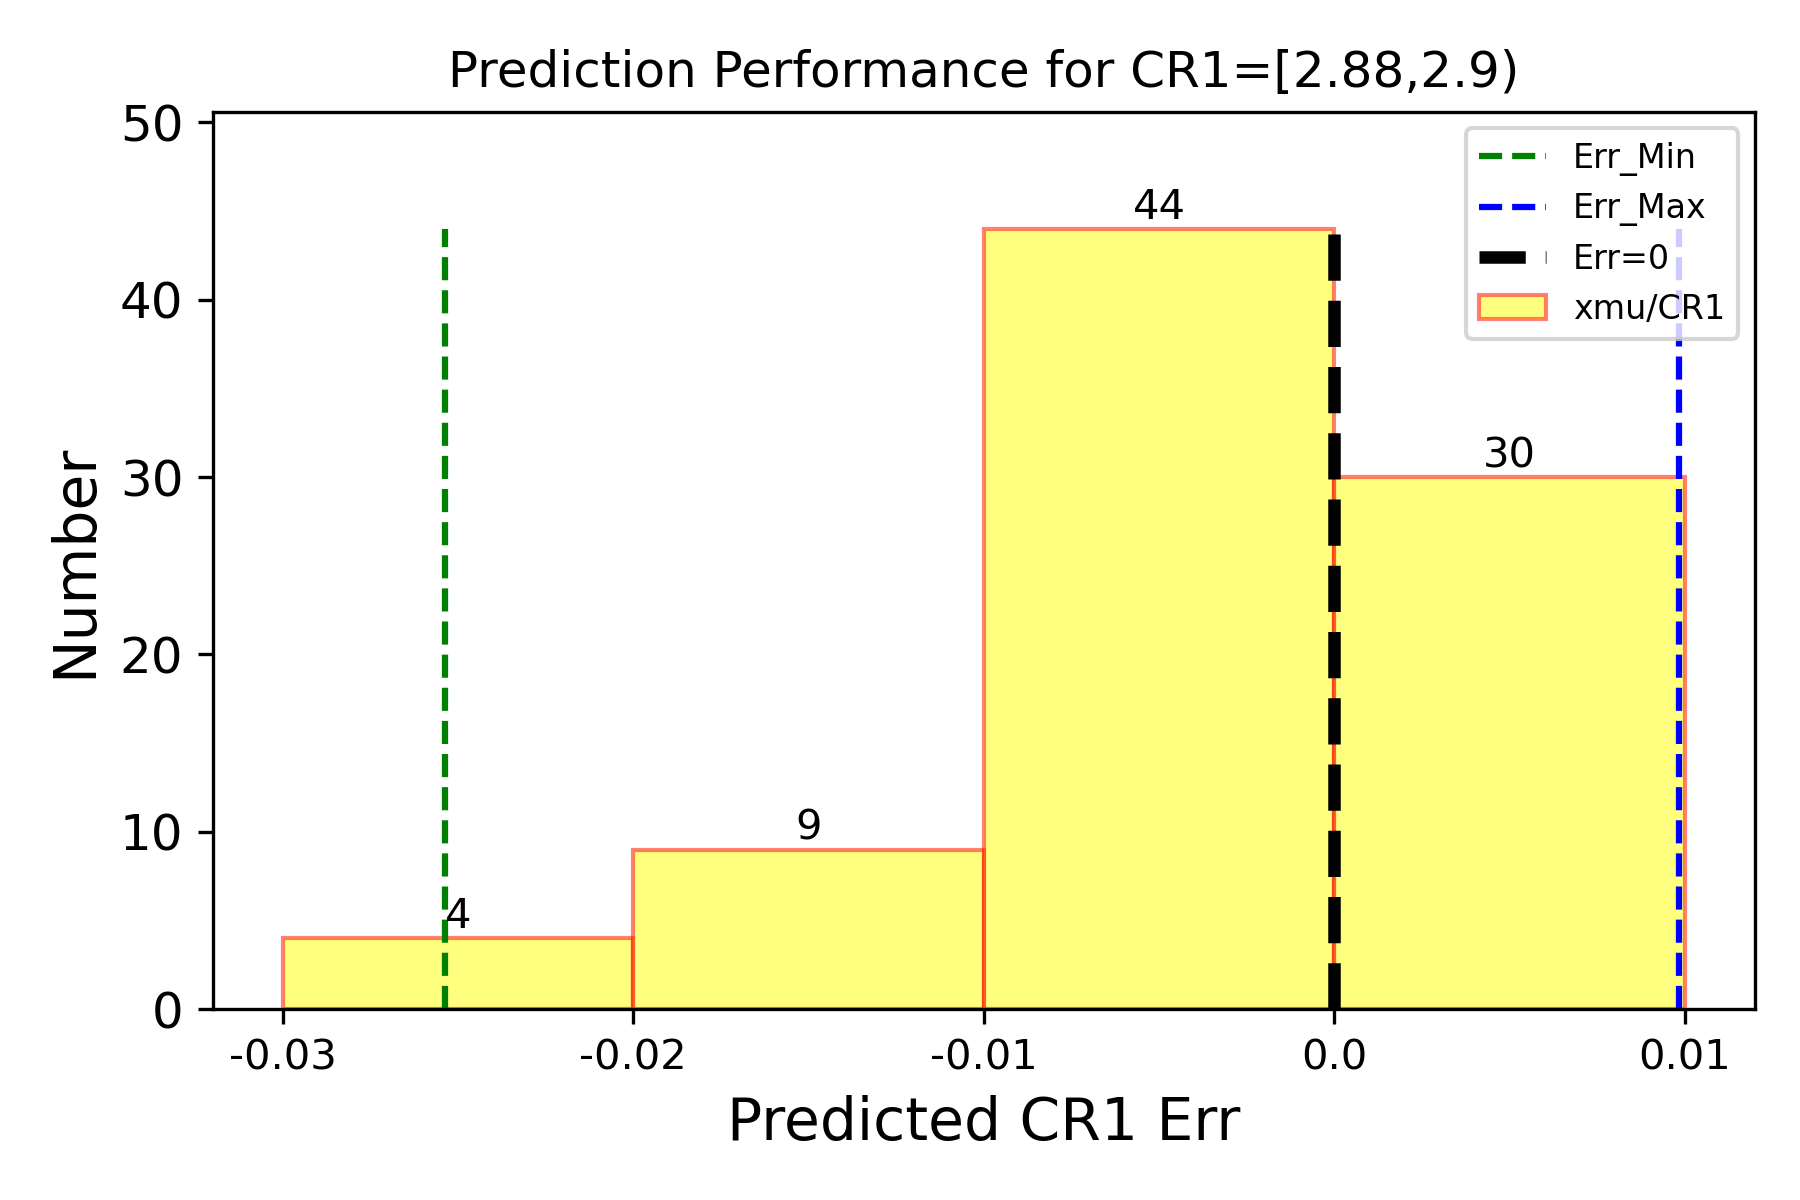 Prediction Performance for CR1=[2.88,2.9)
Number
50
40
30
20
10
0
44
30
9
4
Err_Min
Err_Max
Err=0
xmu/CR1
-0.03 -0.02 -0.01 0.0 0.01
Predicted CR1 Err